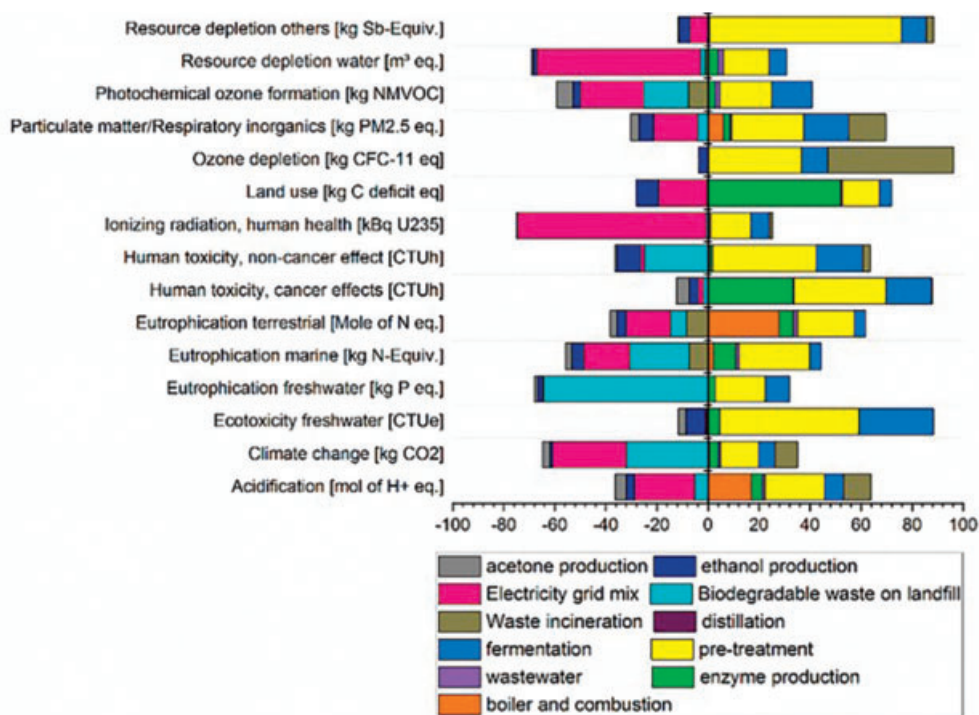 Resource depletion others [kg Sb-Equiv.]
Resource depletion water [m³ eq.]
Photochemical ozone formation [kg NMVOC]
Particulate matter/Respiratory inorganics [kg PM2.5 eq.]
Ozone depletion [kg CFC-11 eq]
Land use [kg C deficit eq]
Ionizing radiation, human health [kBq U235]
Human toxicity, non-cancer effect [CTUh]
Human toxicity, cancer effects [CTUh]
Eutrophication terrestrial [Mole of N eq.]
Eutrophication marine [kg N-Equiv.]
Eutrophication freshwater [kg P eq.]
Ecotoxicity freshwater [CTUe]
Climate change [kg CO2]
Acidification [mol of H+ eq.]
-100 -80 -60 -40 -20 0 20 40 60 80 100
acetone production ethanol production
Electricity grid mix Biodegradable waste on landfill
Waste incineration distillation
fermentation pre-treatment
wastewater enzyme production
boiler and combustion